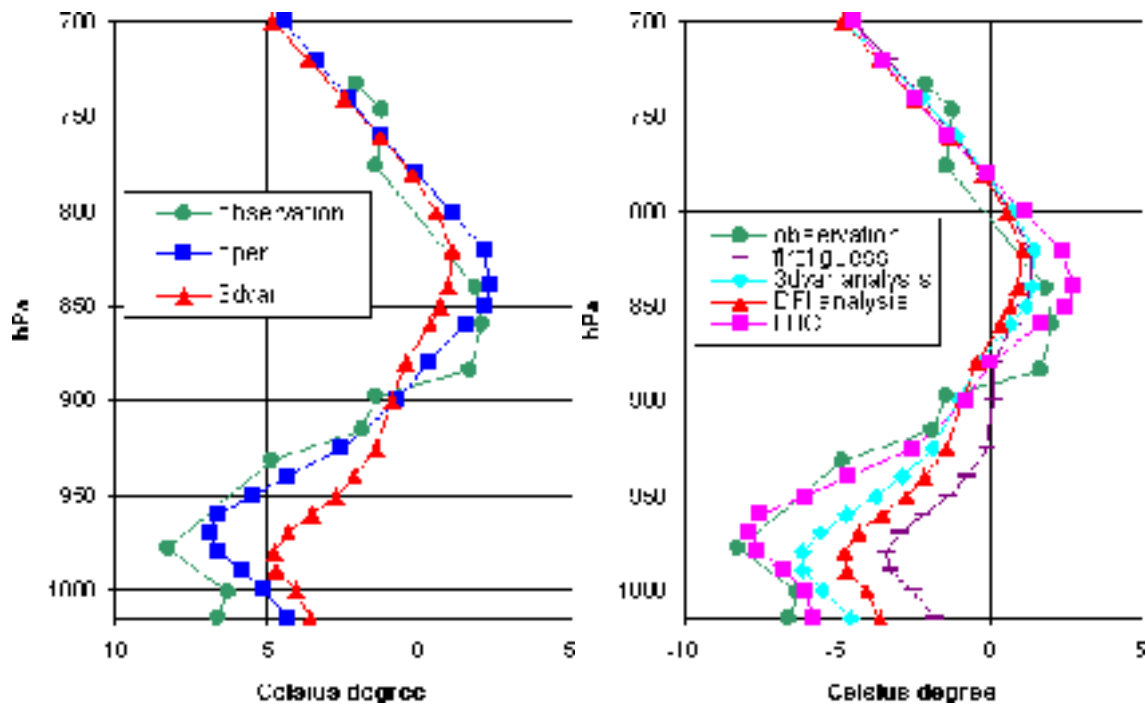 700
750
800
850
900
950
1000
hPa
observation
oper
3dvar
10
5
0
5
Celsius degree
700
750
850
900
950
1000
hPa
observation
first guess
3dvar analysis
DFI analysis
-10
-5
0
5
Celsius degree